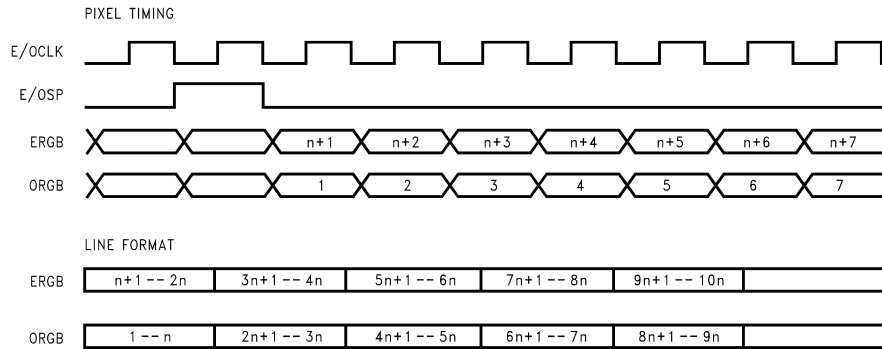 PIXEL TIMING
E/OCLK
E/OSP
ERGB n+1 n+2 n+3 n+4 n+5 n+6 n+7
ORGB 1 2 3 4 5 6 7
LINE FORMAT
ERGB n+1 -- 2n 3n+1 -- 4n 5n+1 -- 6n 7n+1 -- 8n 9n+1 -- 10n
ORGB 1 -- n 2n+1 -- 3n 4n+1 -- 5n 6n+1 -- 7n 8n+1 -- 9n